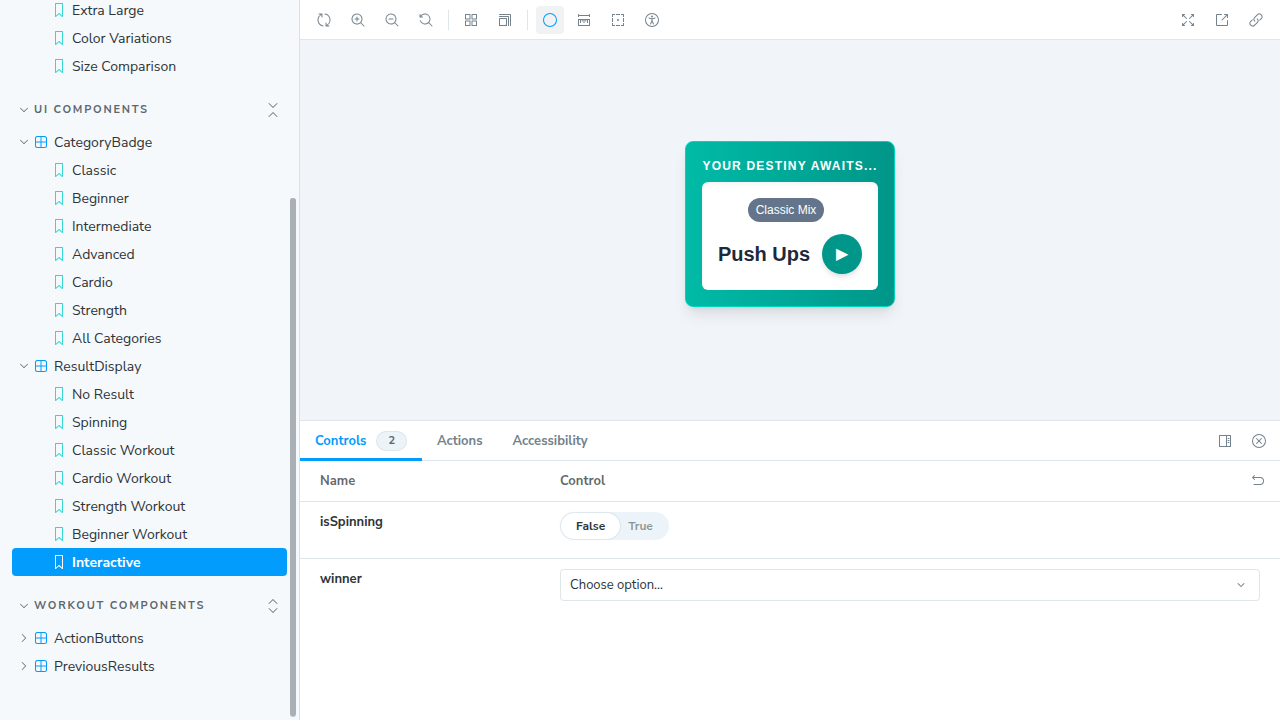 Extra Large
Color Variations
Size Comparison
UI COMPONENTS
CategoryBadge
Classic
Beginner
Intermediate
Advanced
Cardio
Strength
All Categories
ResultDisplay
No Result
Spinning
Classic Workout
Cardio Workout
Strength Workout
Beginner Workout
Interactive
WORKOUT COMPONENTS
ActionButtons
PreviousResults
YOUR DESTINY AWAITS...
Classic Mix
Push Ups
Controls 2 Actions Accessibility
Name Control
isSpinning False True
winner Choose option...